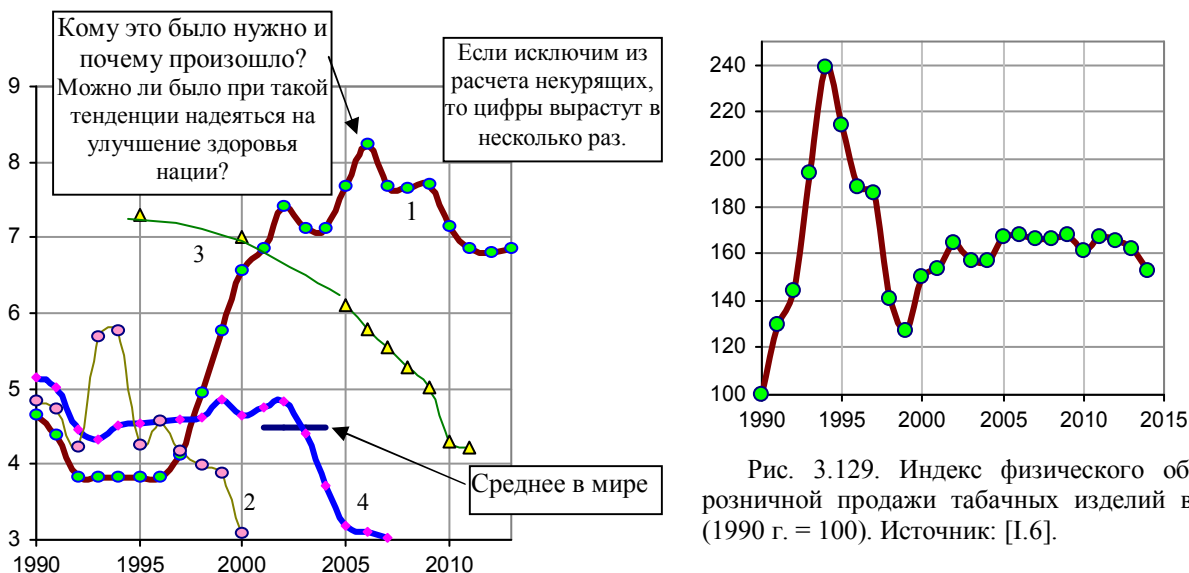 Кому это было нужно и
почему произошло?
Можно ли было при такой
тенденции надеяться на
улучшение здоровья
нации?
Если исключим из
расчета некурящих,
то цифры вырастут в
несколько раз.
9
8
7
6
5
4
3
1
3
2
4
Среднее в мире
1990 1995 2000 2005 2010
240
220
200
180
160
140
120
100
1990 1995 2000 2005 2010 2015
Рис. 3.129. Индекс физического об
розничной продажи табачных изделий в
(1990 г. = 100). Источник: [I.6].